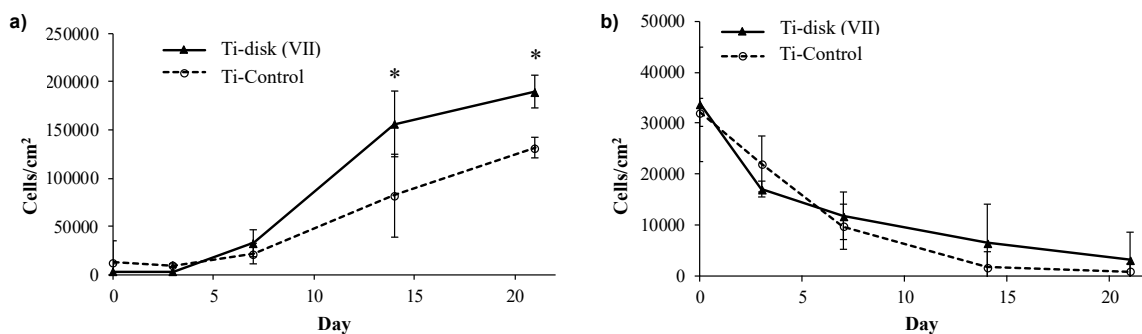 a)
Ti-disk (VII)
Ti-Control
*
*
250000
200000
150000
100000
50000
0
0
5
10
15
20
Cells/cm²
Day
b)
Ti-disk (VII)
Ti-Control
50000
40000
30000
20000
10000
0
0
5
10
15
20
Cells/cm²
Day